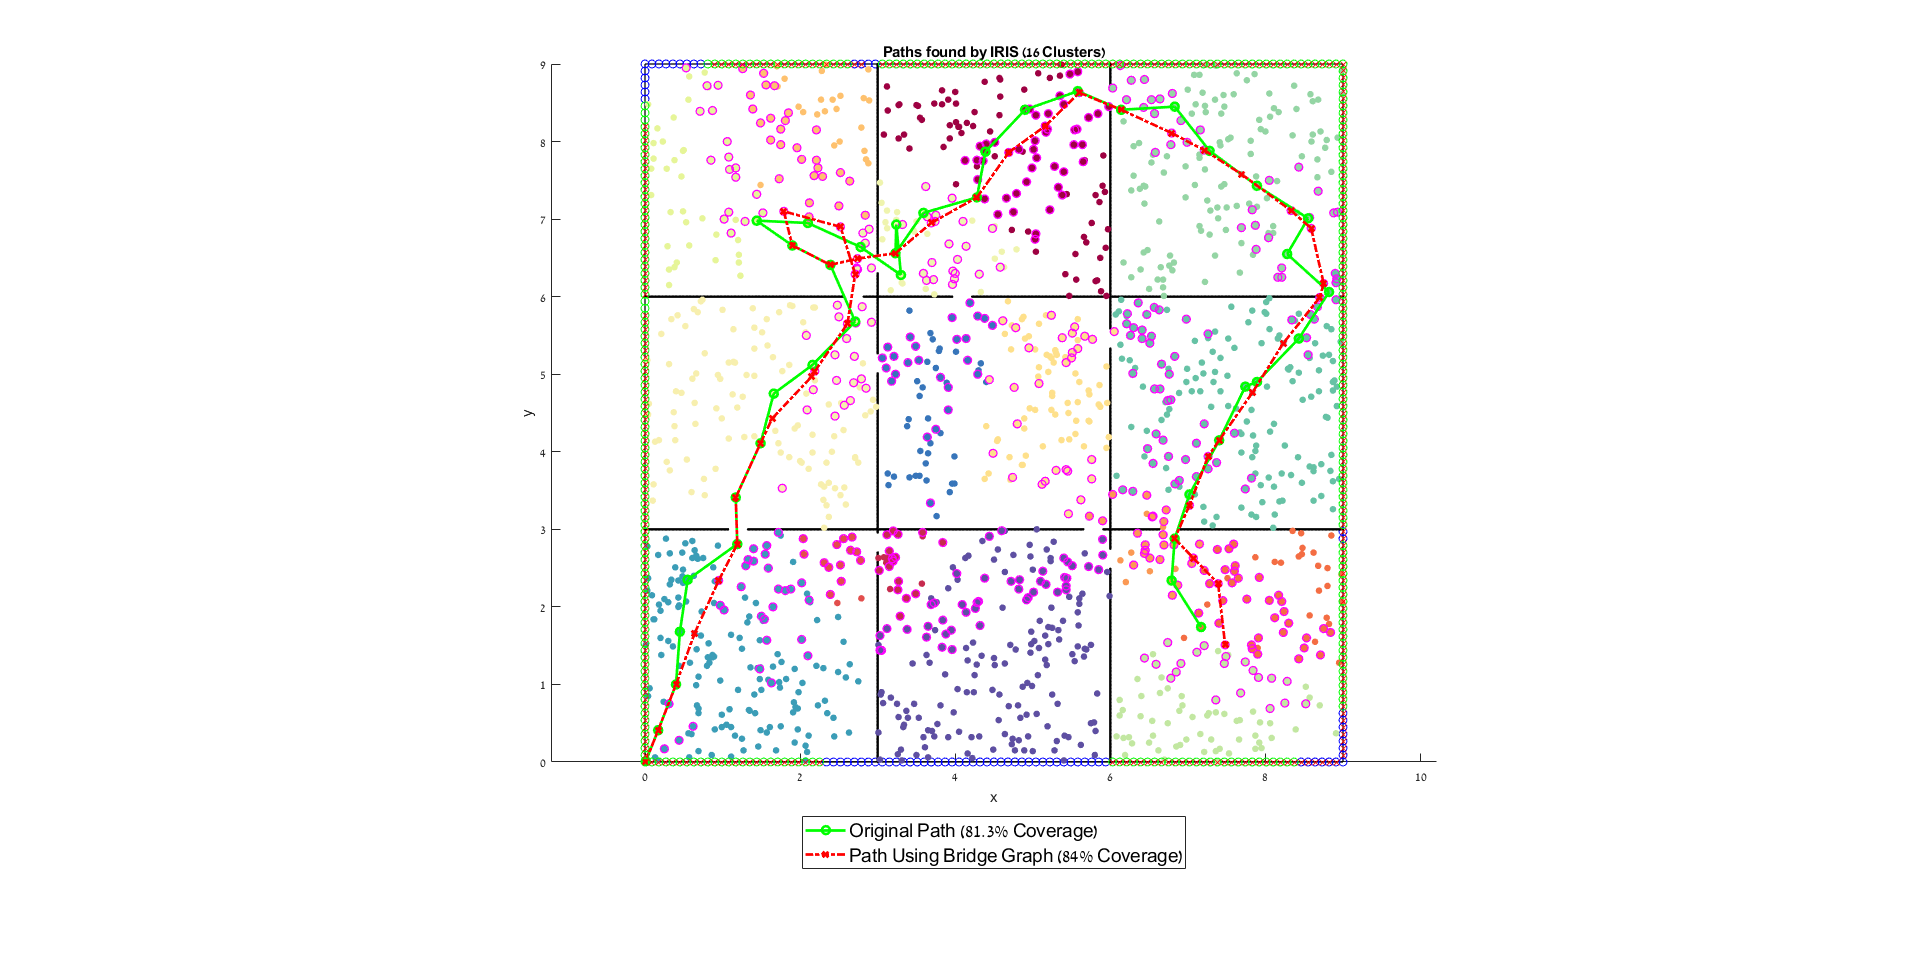 Paths found by IRIS (16 Clusters)
9
8
7
6
5
4
3
2
1
0
y
0 2 4 6 8 10
x
Original Path (81.3% Coverage)
Path Using Bridge Graph (84% Coverage)